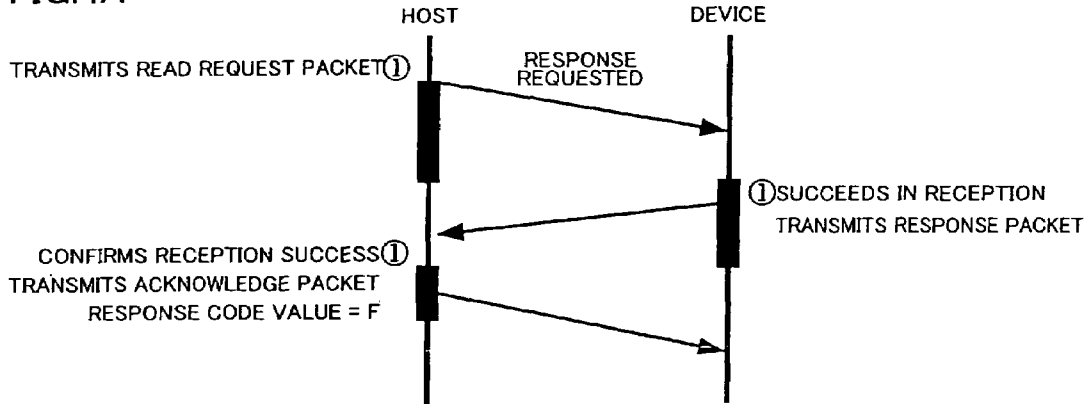 HOST
DEVICE
TRANSMITS READ REQUEST PACKET①
RESPONSE
REQUESTED
①SUCCEEDS IN RECEPTION
TRANSMITS RESPONSE PACKET
CONFIRMS RECEPTION SUCCESS①
TRANSMITS ACKNOWLEDGE PACKET
RESPONSE CODE VALUE = F